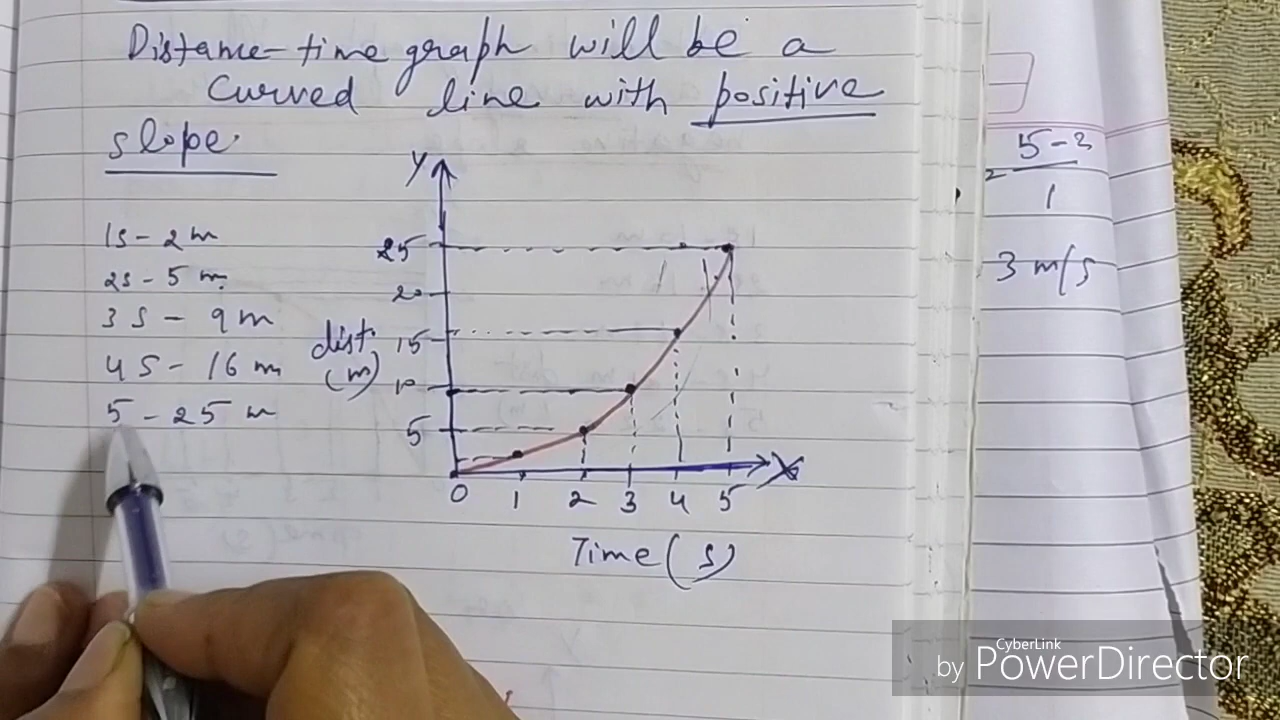 Distance-time graph will be a
curved line with positive
slope.
1s - 2 m
2s - 5 m
3 s - 9 m
4 s - 16 m
5 - 25 m
Y
25
20
15
10
5
dist.
(m)
0 1 2 3 4 5
X
Time (s)
5-2
1
3 m/s
CyberLink
by PowerDirector